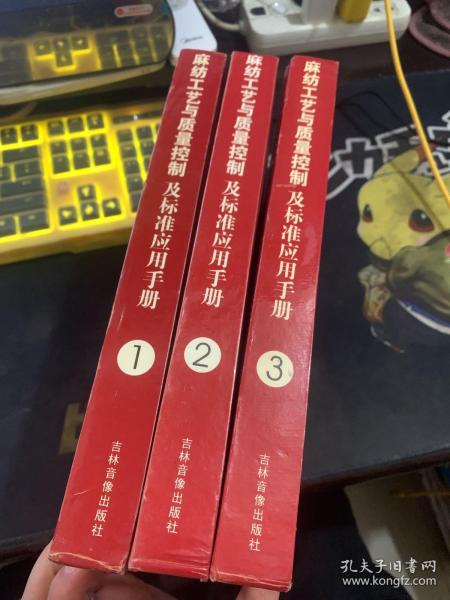 麻纺工艺与质量控制
及标准应用手册
1
吉林音像出版社
麻纺工艺与质量控制
及标准应用手册
2
吉林音像出版社
麻纺工艺与质量控制
及标准应用手册
3
吉林音像出版社
Midea
孔夫子旧书网
www.kongfz.com